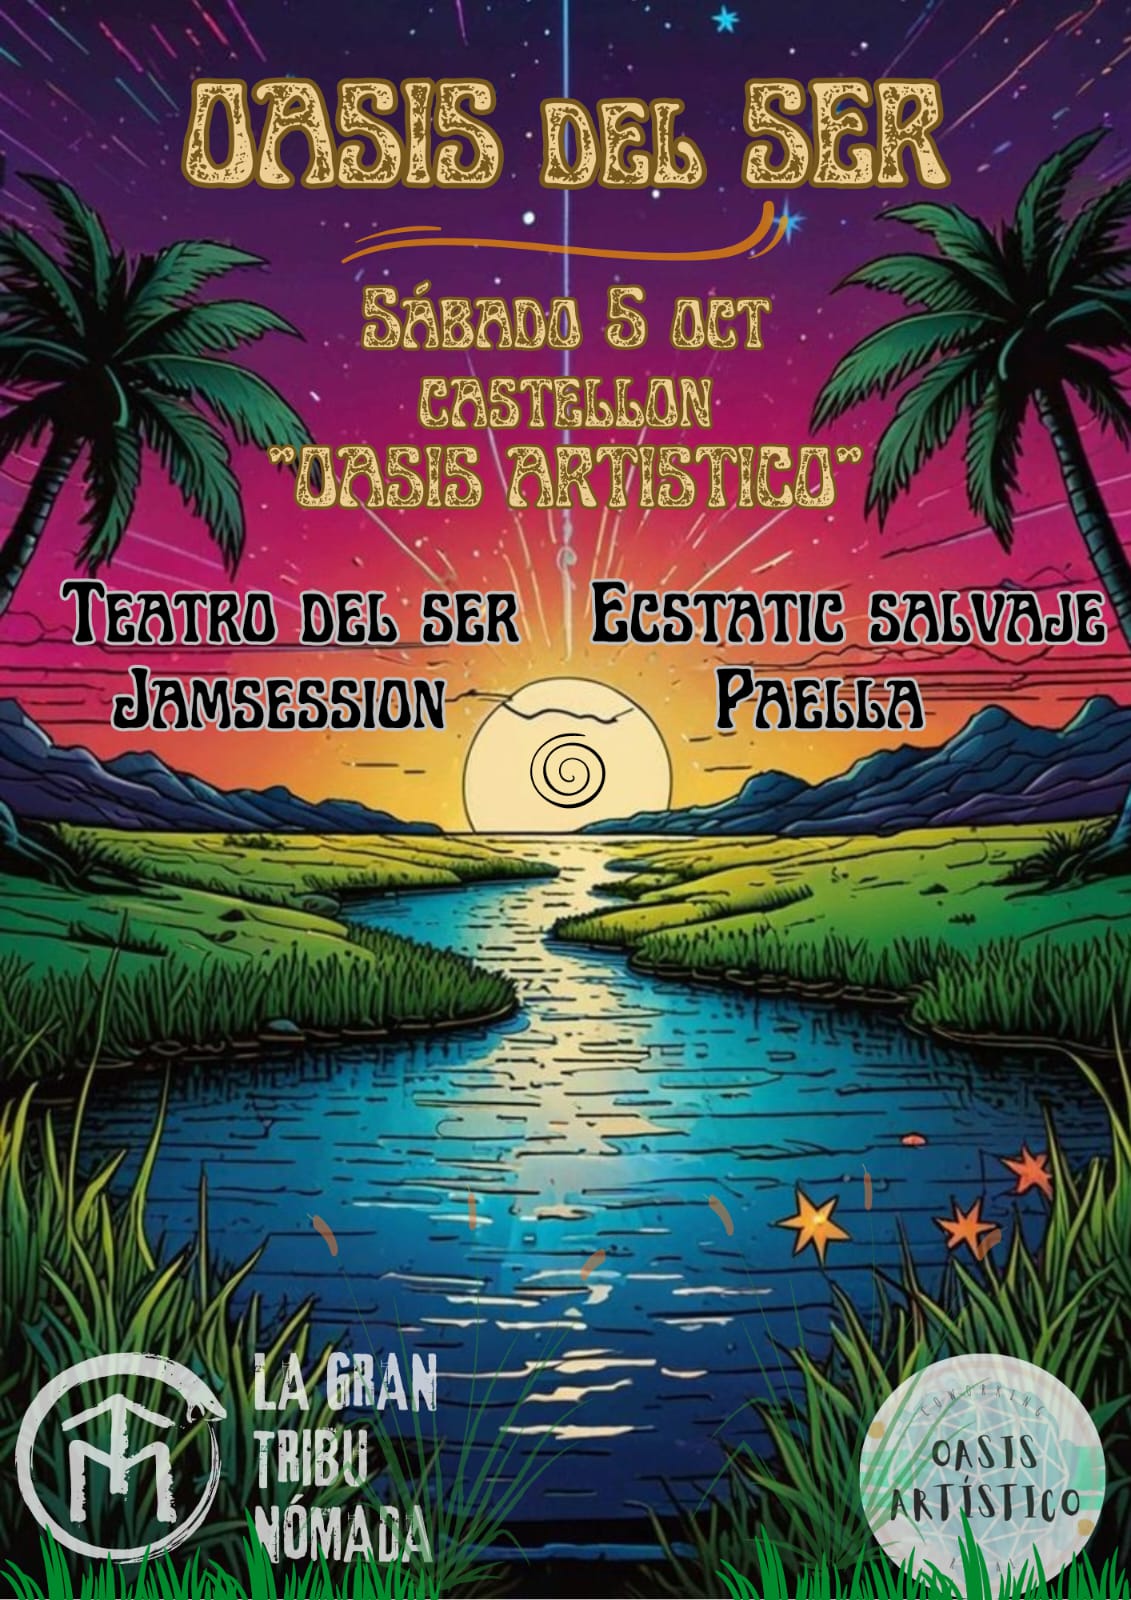 OASIS DEL SER
SÁBADO 5 OCT
CASTELLON
"OASIS ARTISTICO"
TEATRO DEL SER
ECSTATIC SALVAJE
JAMSESSION
PAELLA
LA GRAN
TRIBU
NÓMADA
COWORKING
OASIS
ARTÍSTICO